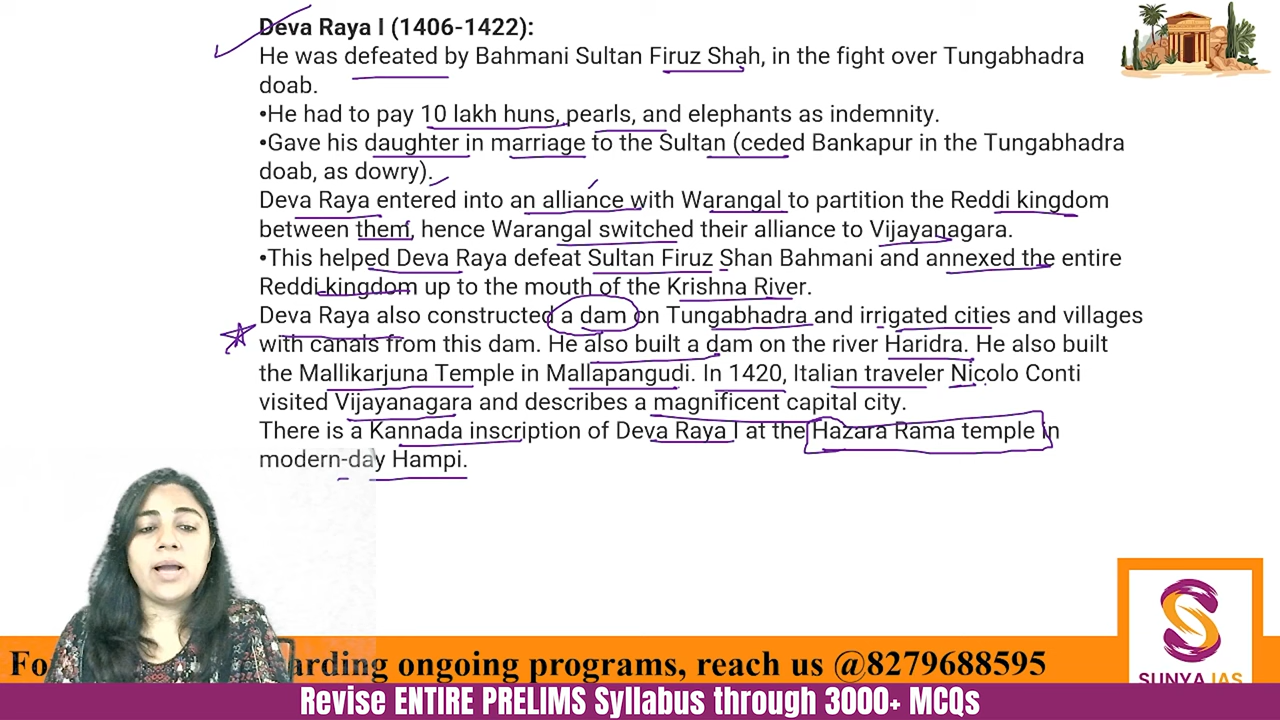 Deva Raya I (1406-1422):
He was defeated by Bahmani Sultan Firuz Shah, in the fight over Tungabhadra
doab.
•He had to pay 10 lakh huns, pearls, and elephants as indemnity.
•Gave his daughter in marriage to the Sultan (ceded Bankapur in the Tungabhadra
doab, as dowry).
Deva Raya entered into an alliance with Warangal to partition the Reddi kingdom
between them, hence Warangal switched their alliance to Vijayanagara.
•This helped Deva Raya defeat Sultan Firuz Shan Bahmani and annexed the entire
Reddi kingdom up to the mouth of the Krishna River.
Deva Raya also constructed a dam on Tungabhadra and irrigated cities and villages
with canals from this dam. He also built a dam on the river Haridra. He also built
the Mallikarjuna Temple in Mallapangudi. In 1420, Italian traveler Nicolo Conti
visited Vijayanagara and describes a magnificent capital city.
There is a Kannada inscription of Deva Raya I at the Hazara Rama temple in
modern-day Hampi.
SUNYA IAS
ongoing programs, reach us @8279688595
Revise ENTIRE PRELIMS Syllabus through 3000+ MCQs